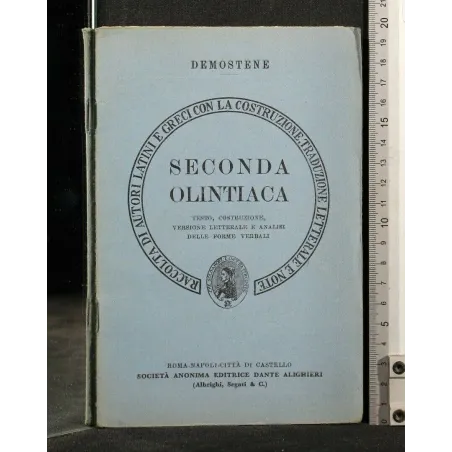 DEMOSTENE
RACCOLTA DI AUTORI LATINI E GRECI CON LA COSTRUZIONE, TRADUZIONE LETTERALE E NOTE
SECONDA
OLINTIACA
TESTO, COSTRUZIONE,
VERSIONE LETTERALE E ANALISI
DELLE FORME VERBALI
ROMA-NAPOLI-CITTÀ DI CASTELLO
SOCIETÀ ANONIMA EDITRICE DANTE ALIGHIERI
(Albrighi, Segati & C.)